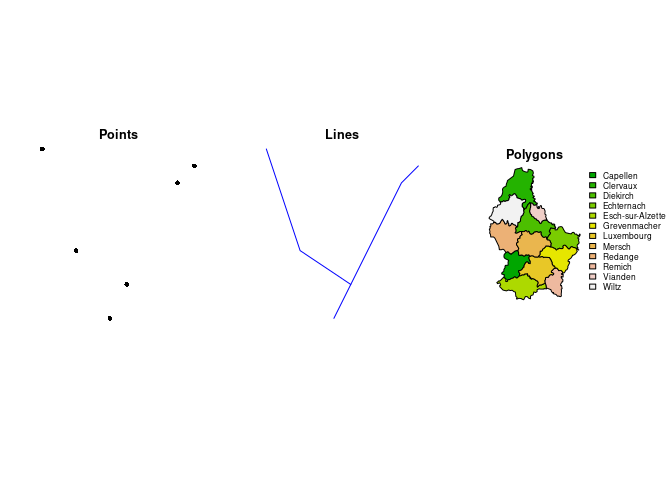 Points
Lines
Polygons
Capellen
Clervaux
Diekirch
Echternach
Esch-sur-Alzette
Grevenmacher
Luxembourg
Mersch
Redange
Remich
Vianden
Wiltz